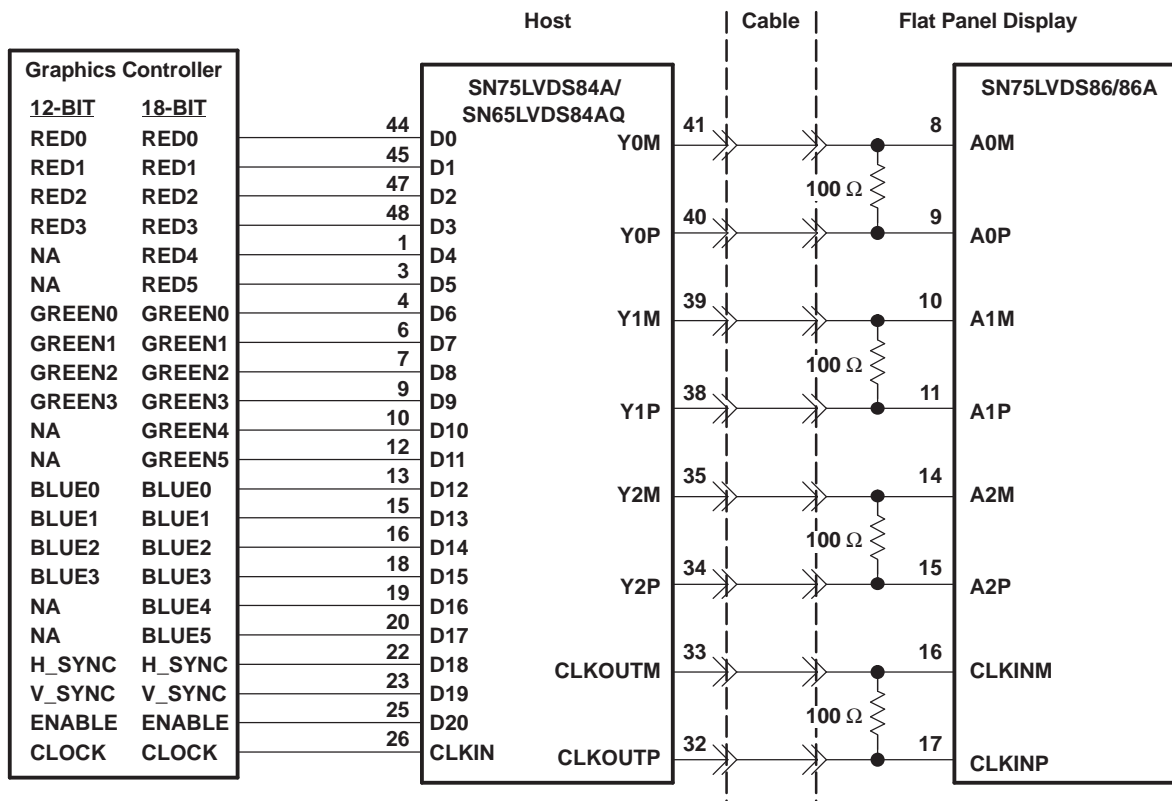 Host Cable Flat Panel Display
Graphics Controller
12-BIT 18-BIT
RED0 RED0
RED1 RED1
RED2 RED2
RED3 RED3
NA RED4
NA RED5
GREEN0 GREEN0
GREEN1 GREEN1
GREEN2 GREEN2
GREEN3 GREEN3
NA GREEN4
NA GREEN5
BLUE0 BLUE0
BLUE1 BLUE1
BLUE2 BLUE2
BLUE3 BLUE3
NA BLUE4
NA BLUE5
H_SYNC H_SYNC
V_SYNC V_SYNC
ENABLE ENABLE
CLOCK CLOCK
SN75LVDS84A/
SN65LVDS84AQ
44 D0
45 D1
47 D2
48 D3
1 D4
3 D5
4 D6
6 D7
7 D8
9 D9
10 D10
12 D11
13 D12
15 D13
16 D14
18 D15
19 D16
20 D17
22 D18
23 D19
25 D20
26 CLKIN
Y0M 41
Y0P 40
Y1M 39
Y1P 38
Y2M 35
Y2P 34
CLKOUTM 33
CLKOUTP 32
100 Ω
100 Ω
100 Ω
100 Ω
SN75LVDS86/86A
8 A0M
9 A0P
10 A1M
11 A1P
14 A2M
15 A2P
16 CLKINM
17 CLKINP